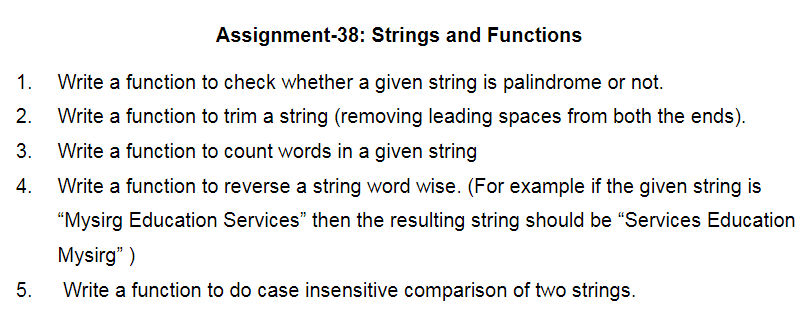 Assignment-38: Strings and Functions
1. Write a function to check whether a given string is palindrome or not.
2. Write a function to trim a string (removing leading spaces from both the ends).
3. Write a function to count words in a given string
4. Write a function to reverse a string word wise. (For example if the given string is
“Mysirg Education Services” then the resulting string should be “Services Education
Mysirg” )
5. Write a function to do case insensitive comparison of two strings.